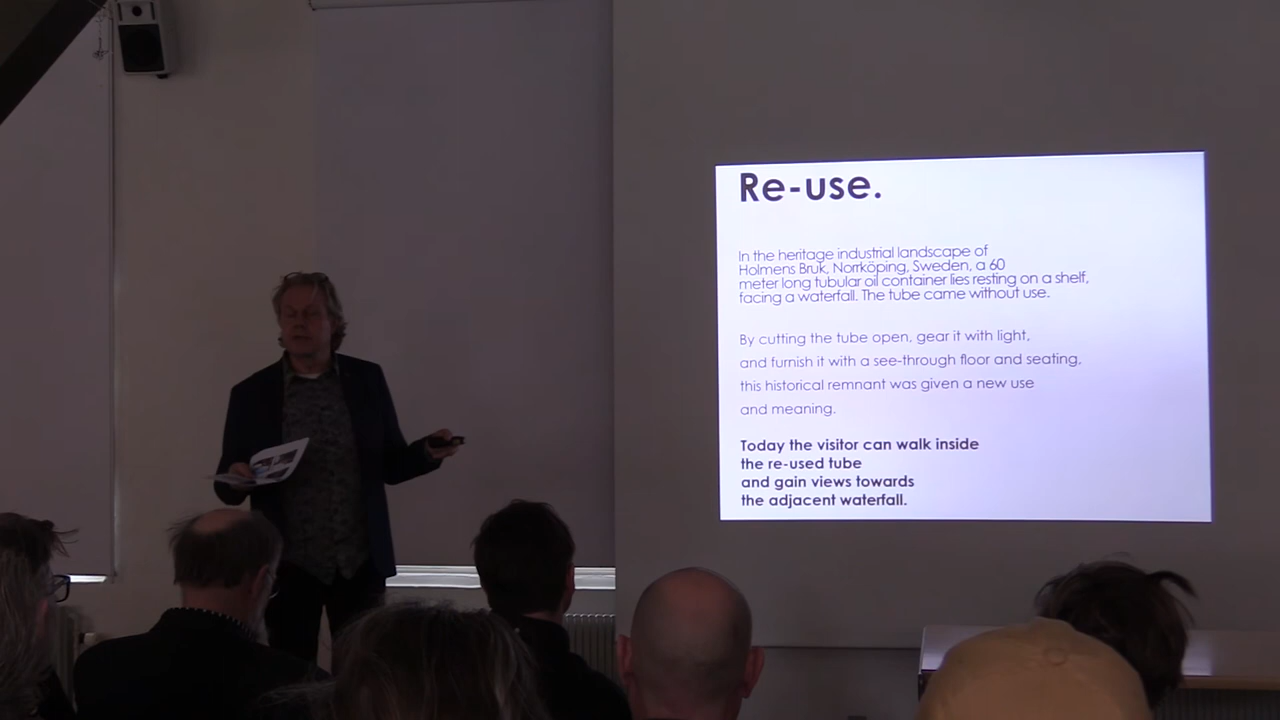 Re-use.
In the heritage industrial landscape of
Holmens Bruk, Norrköping, Sweden, a 60
meter long tubular oil container lies resting on a shelf,
facing a waterfall. The tube came without use.
By cutting the tube open, gear it with light,
and furnish it with a see-through floor and seating,
this historical remnant was given a new use
and meaning.
Today the visitor can walk inside
the re-used tube
and gain views towards
the adjacent waterfall.